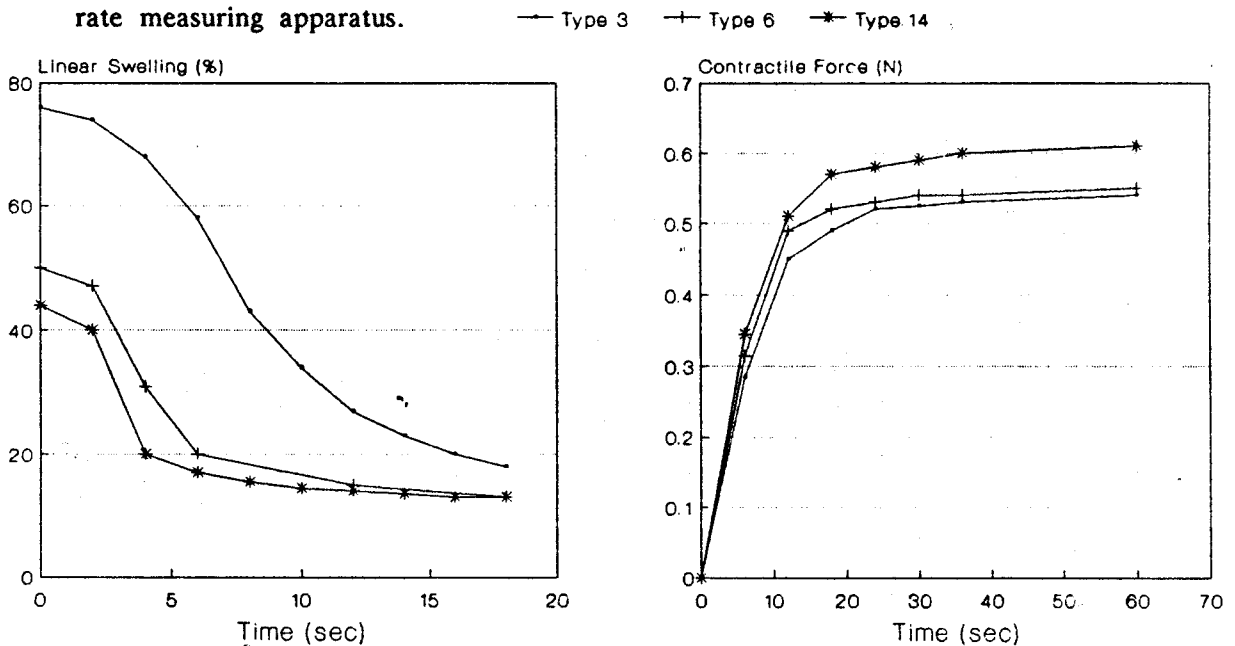 rate measuring apparatus.
Type 3 Type 6 Type 14
Linear Swelling (%)
80
60
40
20
0
0 5 10 15 20
Time (sec)
Contractile Force (N)
0.7
0.6
0.5
0.4
0.3
0.2
0.1
0
0 10 20 30 40 50 60 70
Time (sec)